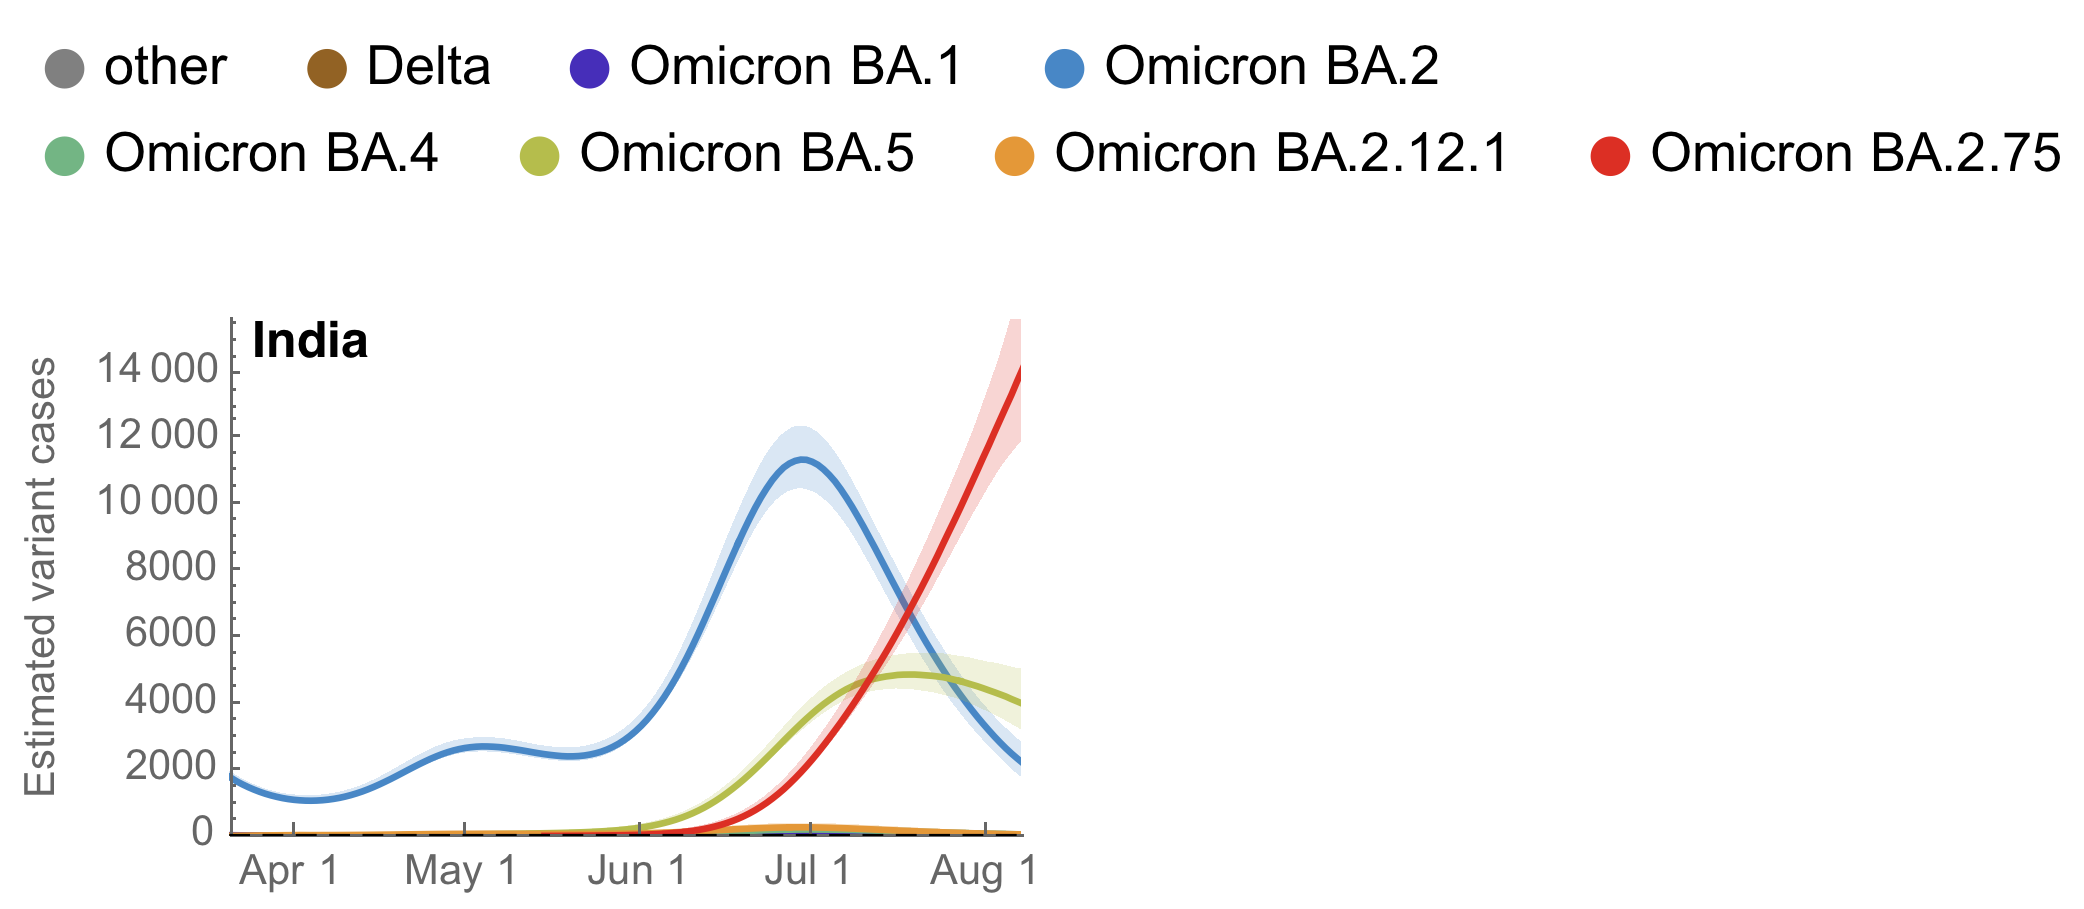 other Delta Omicron BA.1 Omicron BA.2
Omicron BA.4 Omicron BA.5 Omicron BA.2.12.1 Omicron BA.2.75
India
Estimated variant cases
14 000
12 000
10 000
8000
6000
4000
2000
0
Apr 1 May 1 Jun 1 Jul 1 Aug 1